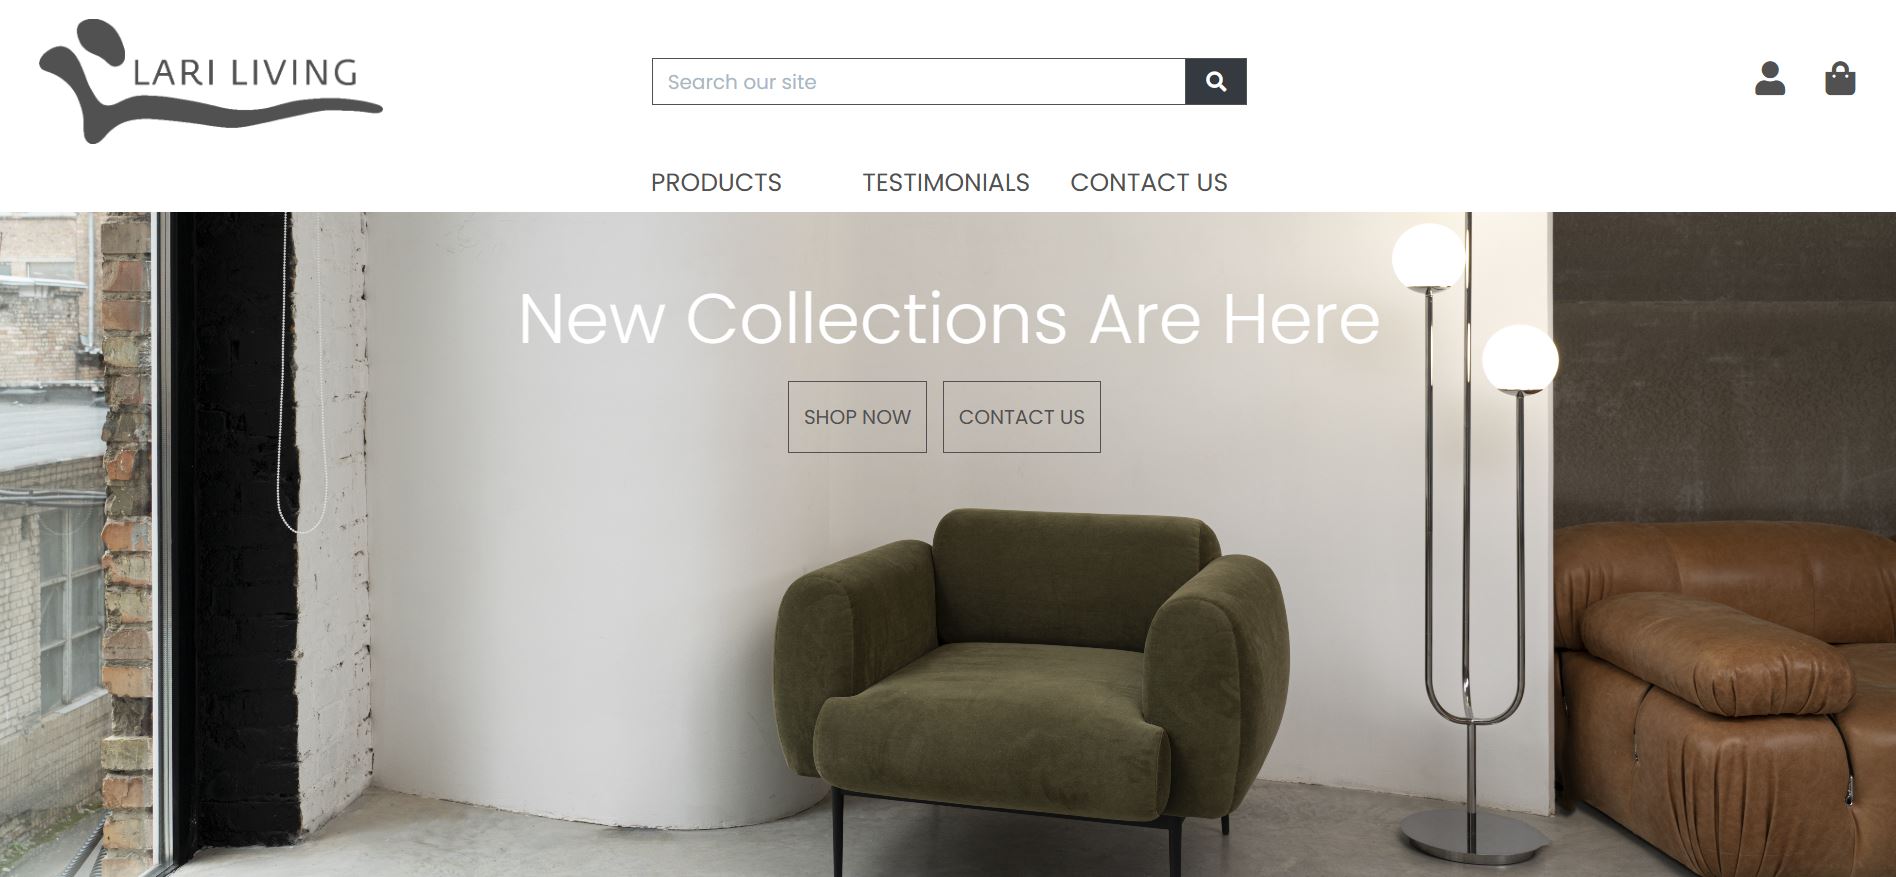 LARI LIVING
Search our site
PRODUCTS
TESTIMONIALS
CONTACT US
New Collections Are Here
SHOP NOW
CONTACT US